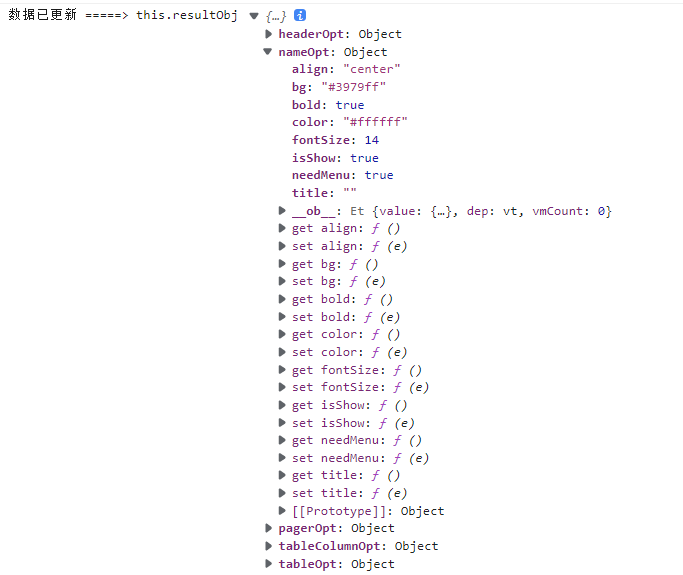 数据已更新 =====> this.resultObj ▼ {…} i
▶ headerOpt: Object
▼ nameOpt: Object
align: "center"
bg: "#3979ff"
bold: true
color: "#ffffff"
fontSize: 14
isShow: true
needMenu: true
title: ""
▶ __ob__: Et {value: {…}, dep: vt, vmCount: 0}
▶ get align: ƒ ()
▶ set align: ƒ (e)
▶ get bg: ƒ ()
▶ set bg: ƒ (e)
▶ get bold: ƒ ()
▶ set bold: ƒ (e)
▶ get color: ƒ ()
▶ set color: ƒ (e)
▶ get fontSize: ƒ ()
▶ set fontSize: ƒ (e)
▶ get isShow: ƒ ()
▶ set isShow: ƒ (e)
▶ get needMenu: ƒ ()
▶ set needMenu: ƒ (e)
▶ get title: ƒ ()
▶ set title: ƒ (e)
▶ [[Prototype]]: Object
▶ pagerOpt: Object
▶ tableColumnOpt: Object
▶ tableOpt: Object